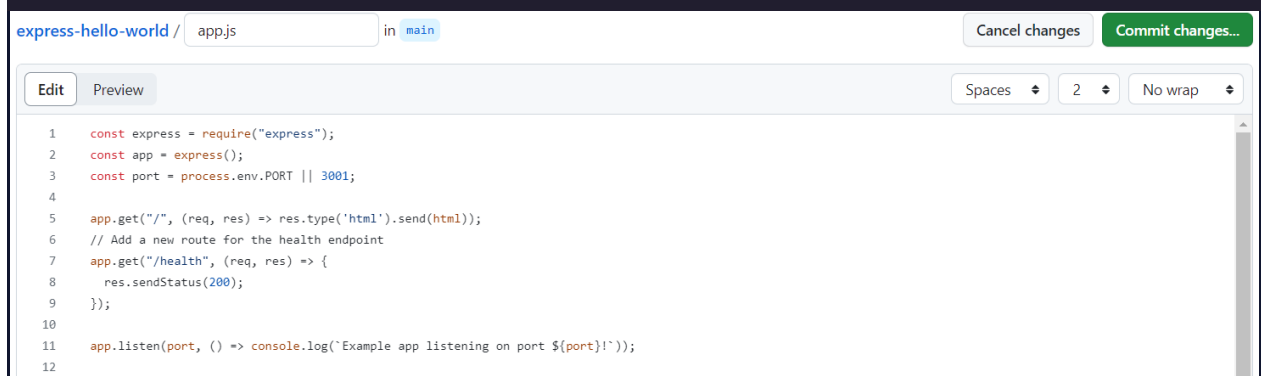 express-hello-world / app.js in main Cancel changes Commit changes...
Edit Preview Spaces 2 No wrap
1 const express = require("express");
2 const app = express();
3 const port = process.env.PORT || 3001;
4
5 app.get("/", (req, res) => res.type('html').send(html));
6 // Add a new route for the health endpoint
7 app.get("/health", (req, res) => {
8 res.sendStatus(200);
9 });
10
11 app.listen(port, () => console.log(`Example app listening on port ${port}!`));
12